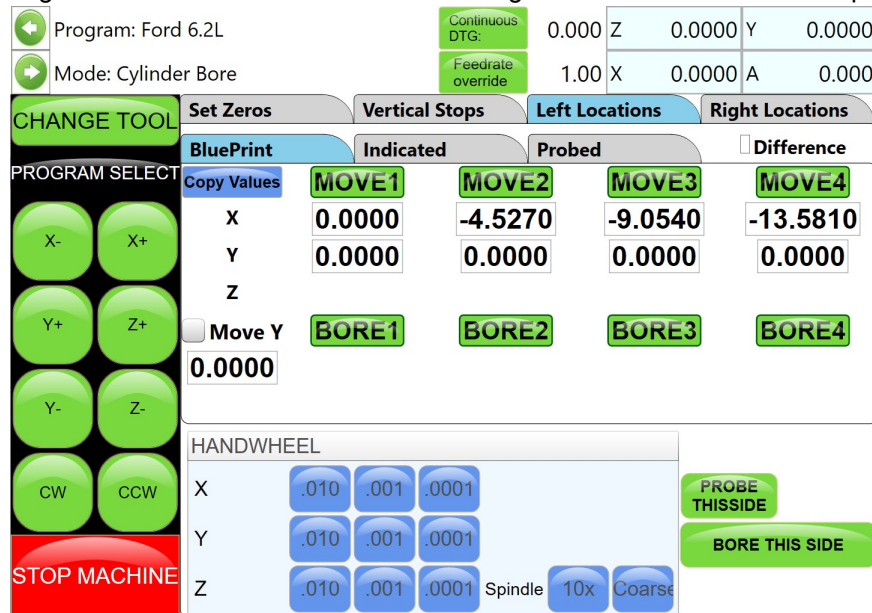 Program: Ford 6.2L
Continuous DTG: 0.000 Z 0.0000 Y 0.0000
Mode: Cylinder Bore
Feedrate override 1.00 X 0.0000 A 0.000
CHANGE TOOL
Set Zeros Vertical Stops Left Locations Right Locations
BluePrint Indicated Probed Difference
PROGRAM SELECT
Copy Values MOVE1 MOVE2 MOVE3 MOVE4
X 0.0000 -4.5270 -9.0540 -13.5810
Y 0.0000 0.0000 0.0000 0.0000
Z
X- X+
Y+ Z+
Move Y BORE1 BORE2 BORE3 BORE4
0.0000
Y- Z-
HANDWHEEL
CW CCW
X .010 .001 .0001
PROBE THISSIDE
Y .010 .001 .0001
BORE THIS SIDE
STOP MACHINE
Z .010 .001 .0001 Spindle 10x Coarse